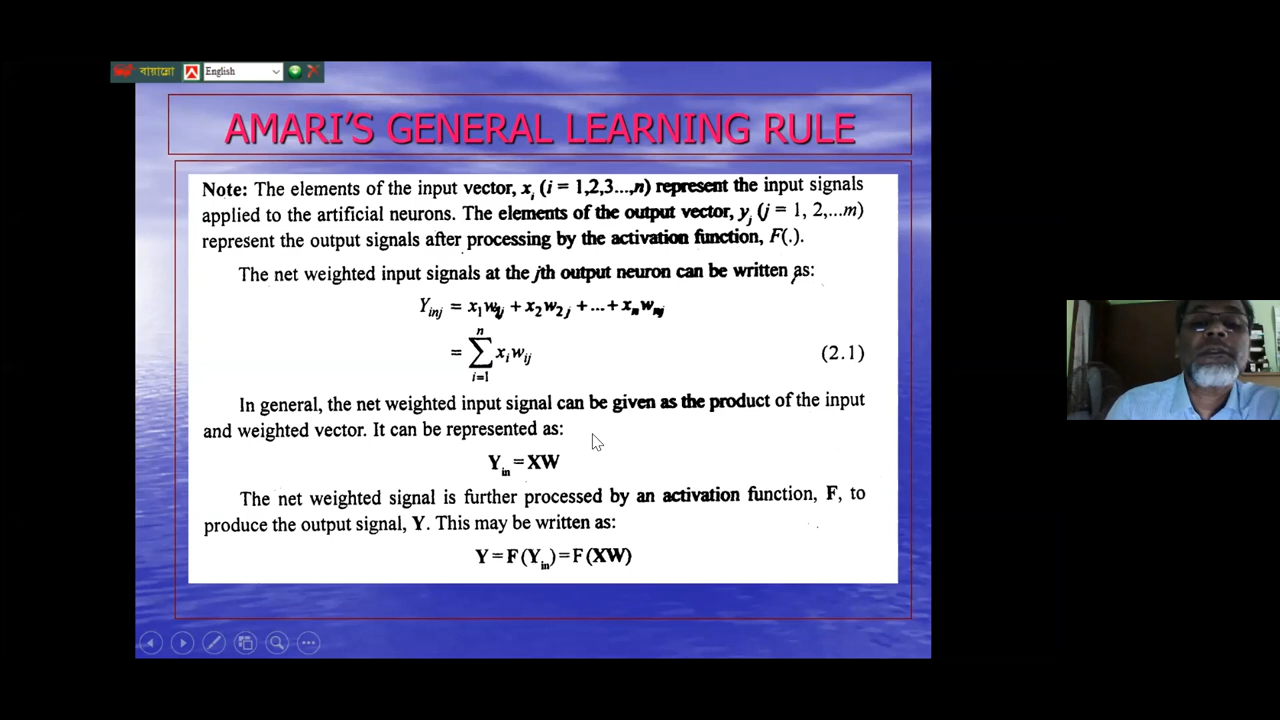 বায়ান্নো English
AMARI'S GENERAL LEARNING RULE
Note: The elements of the input vector, xᵢ (i = 1,2,3...,n) represent the input signals
applied to the artificial neurons. The elements of the output vector, yⱼ (j = 1, 2,...m)
represent the output signals after processing by the activation function, F(.).
The net weighted input signals at the jth output neuron can be written as:
Y_inj = x₁w₁ⱼ + x₂w₂ⱼ + ... + xₙwₙⱼ
= ∑ⁿᵢ₌₁ xᵢwᵢⱼ (2.1)
In general, the net weighted input signal can be given as the product of the input
and weighted vector. It can be represented as:
Y_in = XW
The net weighted signal is further processed by an activation function, F, to
produce the output signal, Y. This may be written as:
Y = F(Y_in) = F(XW)